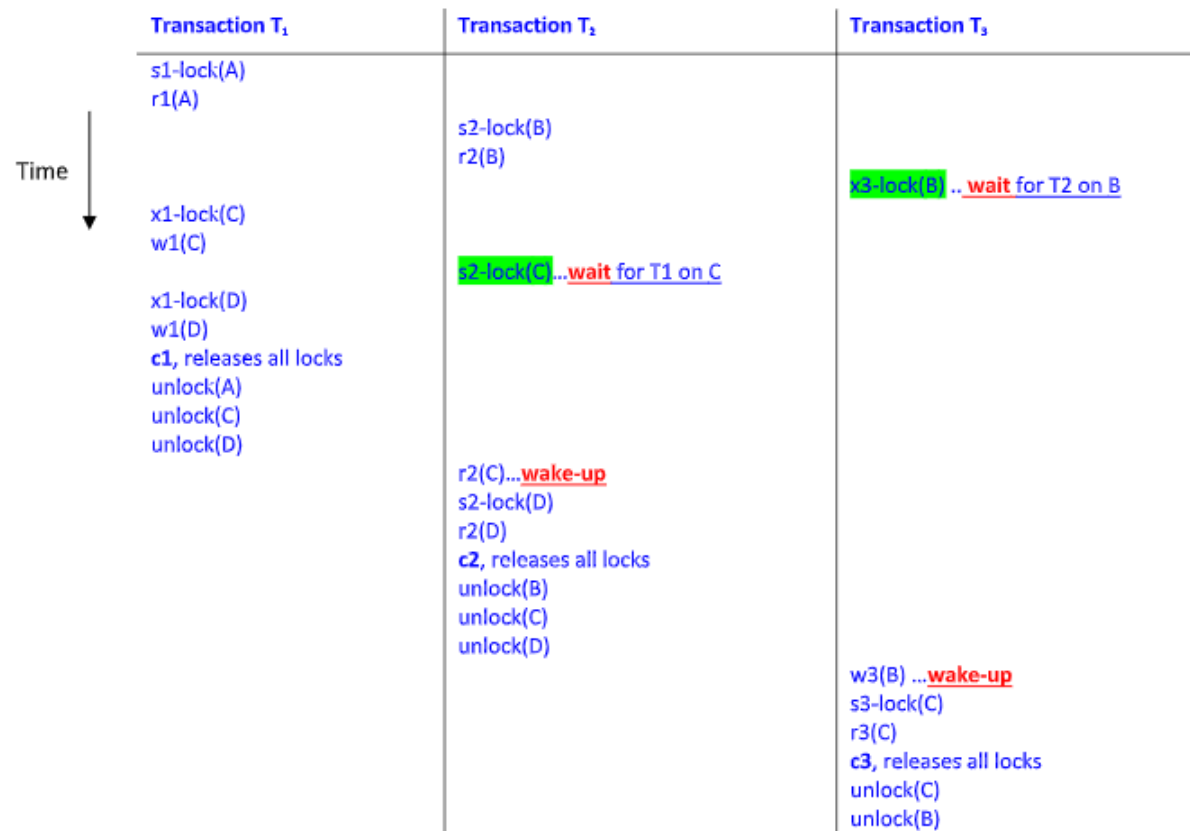 Transaction T₁ Transaction T₂ Transaction T₃
s1-lock(A)
r1(A)
s2-lock(B)
r2(B)
Time
x3-lock(B) .. wait for T2 on B
x1-lock(C)
w1(C)
s2-lock(C)...wait for T1 on C
x1-lock(D)
w1(D)
c1, releases all locks
unlock(A)
unlock(C)
unlock(D)
r2(C)...wake-up
s2-lock(D)
r2(D)
c2, releases all locks
unlock(B)
unlock(C)
unlock(D)
w3(B) ...wake-up
s3-lock(C)
r3(C)
c3, releases all locks
unlock(C)
unlock(B)